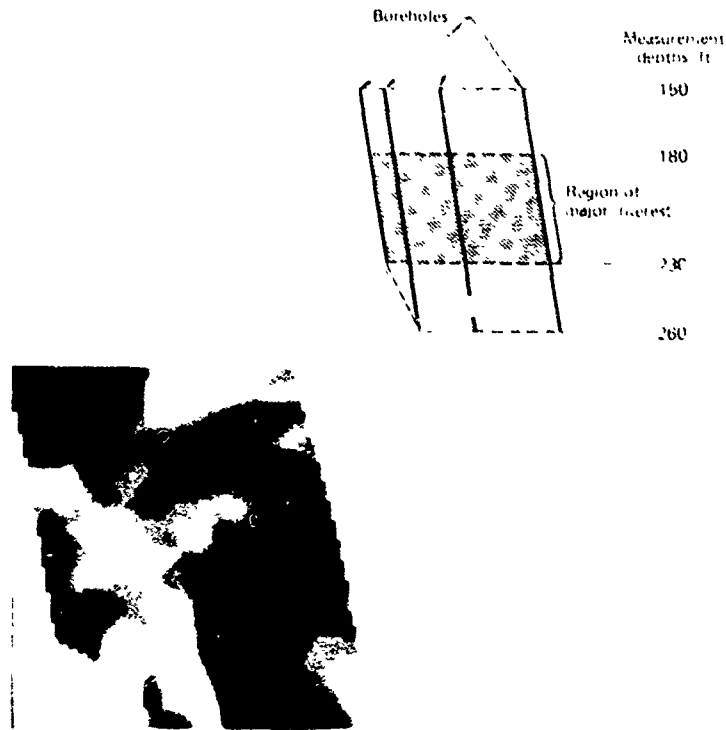 Boreholes
Measurement
depths ft
150
180
Region of
major interest
230
260